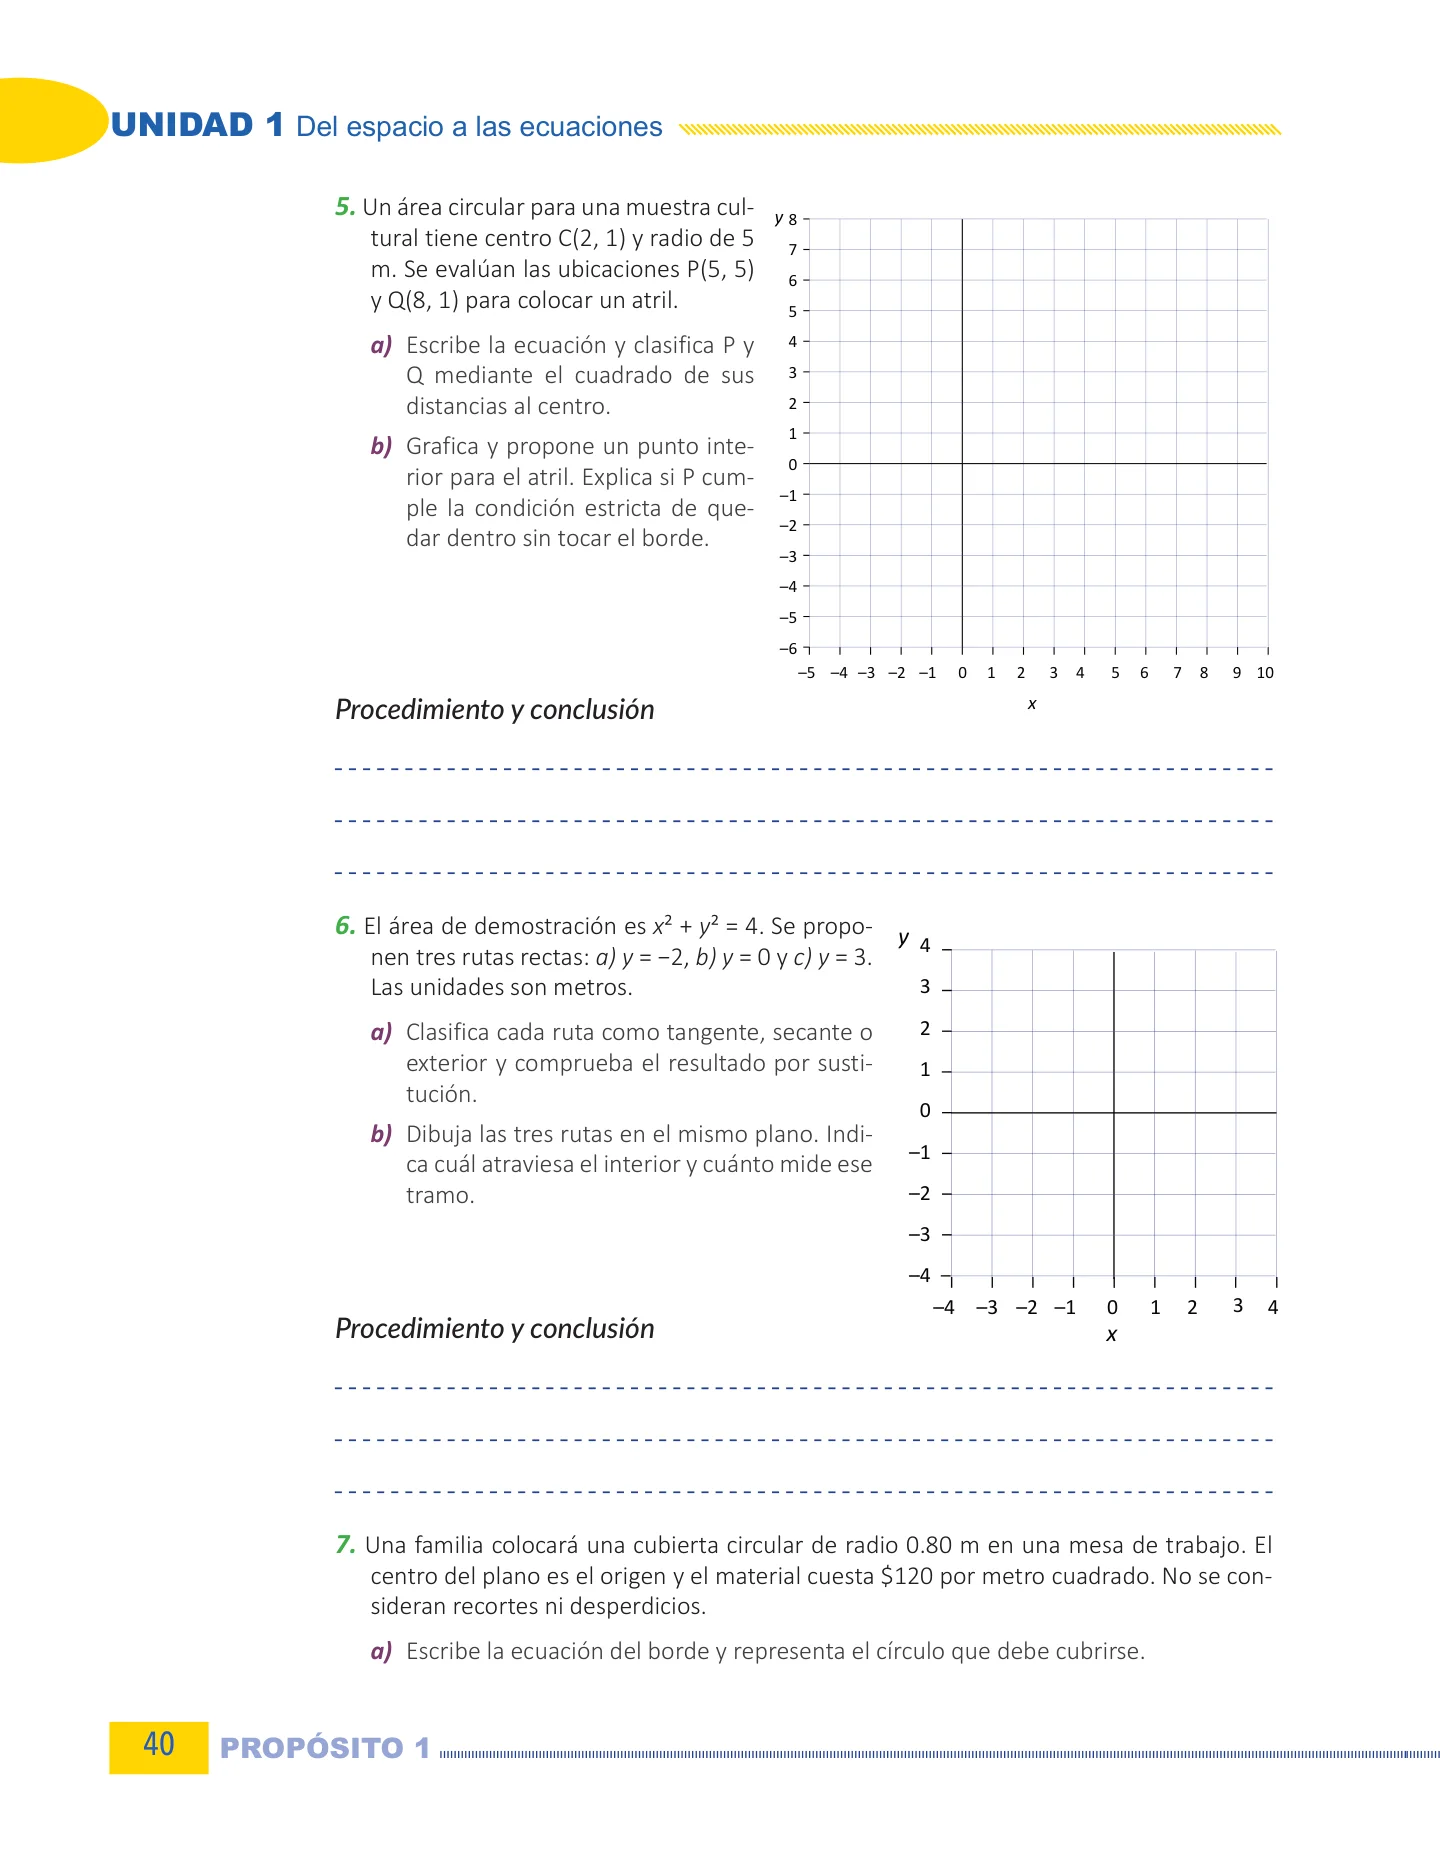 UNIDAD 1 Del espacio a las ecuaciones
5. Un área circular para una muestra cul-
tural tiene centro C(2, 1) y radio de 5
m. Se evalúan las ubicaciones P(5, 5)
y Q(8, 1) para colocar un atril.
a) Escribe la ecuación y clasifica P y
Q mediante el cuadrado de sus
distancias al centro.
b) Grafica y propone un punto inte-
rior para el atril. Explica si P cum-
ple la condición estricta de que-
dar dentro sin tocar el borde.
y 8
7
6
5
4
3
2
1
0
–1
–2
–3
–4
–5
–6
–5 –4 –3 –2 –1 0 1 2 3 4 5 6 7 8 9 10
x
Procedimiento y conclusión
6. El área de demostración es x² + y² = 4. Se propo-
nen tres rutas rectas: a) y = −2, b) y = 0 y c) y = 3.
Las unidades son metros.
a) Clasifica cada ruta como tangente, secante o
exterior y comprueba el resultado por susti-
tución.
b) Dibuja las tres rutas en el mismo plano. Indi-
ca cuál atraviesa el interior y cuánto mide ese
tramo.
y 4
3
2
1
0
–1
–2
–3
–4
–4 –3 –2 –1 0 1 2 3 4
x
Procedimiento y conclusión
7. Una familia colocará una cubierta circular de radio 0.80 m en una mesa de trabajo. El
centro del plano es el origen y el material cuesta $120 por metro cuadrado. No se con-
sideran recortes ni desperdicios.
a) Escribe la ecuación del borde y representa el círculo que debe cubrirse.
40 PROPÓSITO 1